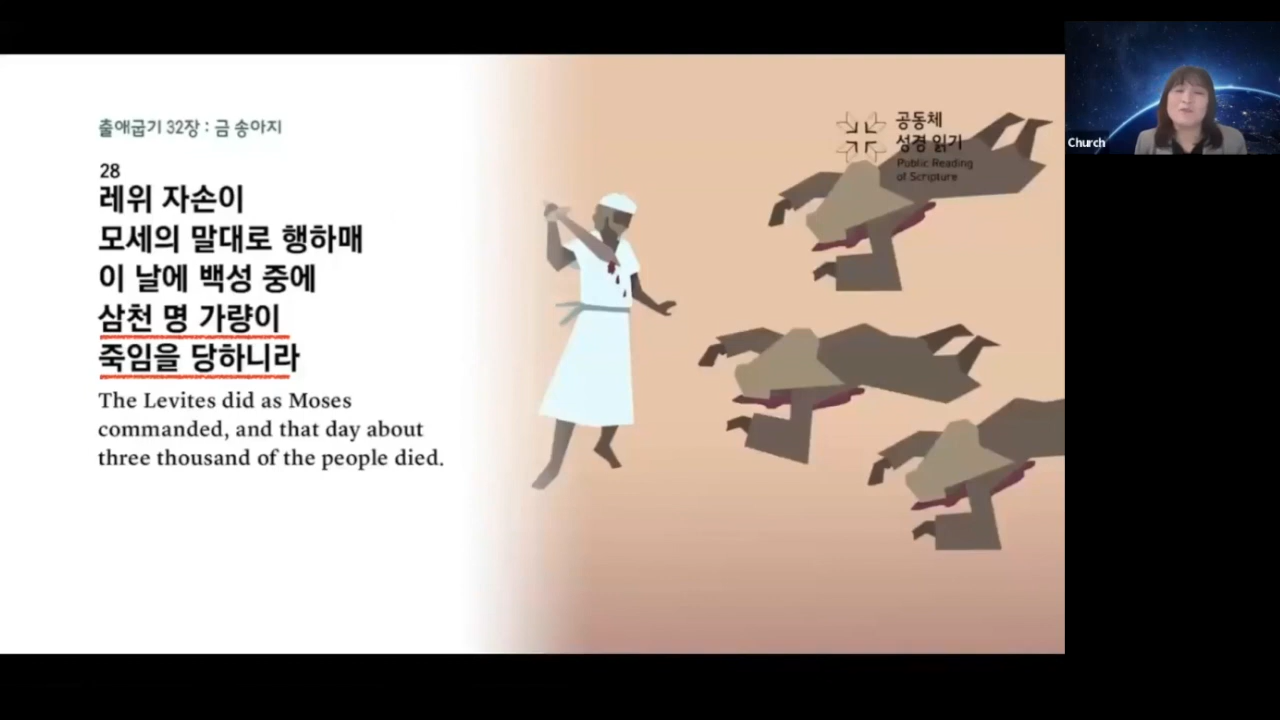 출애굽기 32장 : 금 송아지
28
레위 자손이
모세의 말대로 행하매
이 날에 백성 중에
삼천 명 가량이
죽임을 당하니라
The Levites did as Moses
commanded, and that day about
three thousand of the people died.
공동체
성경 읽기
Public Reading
of Scripture
Church